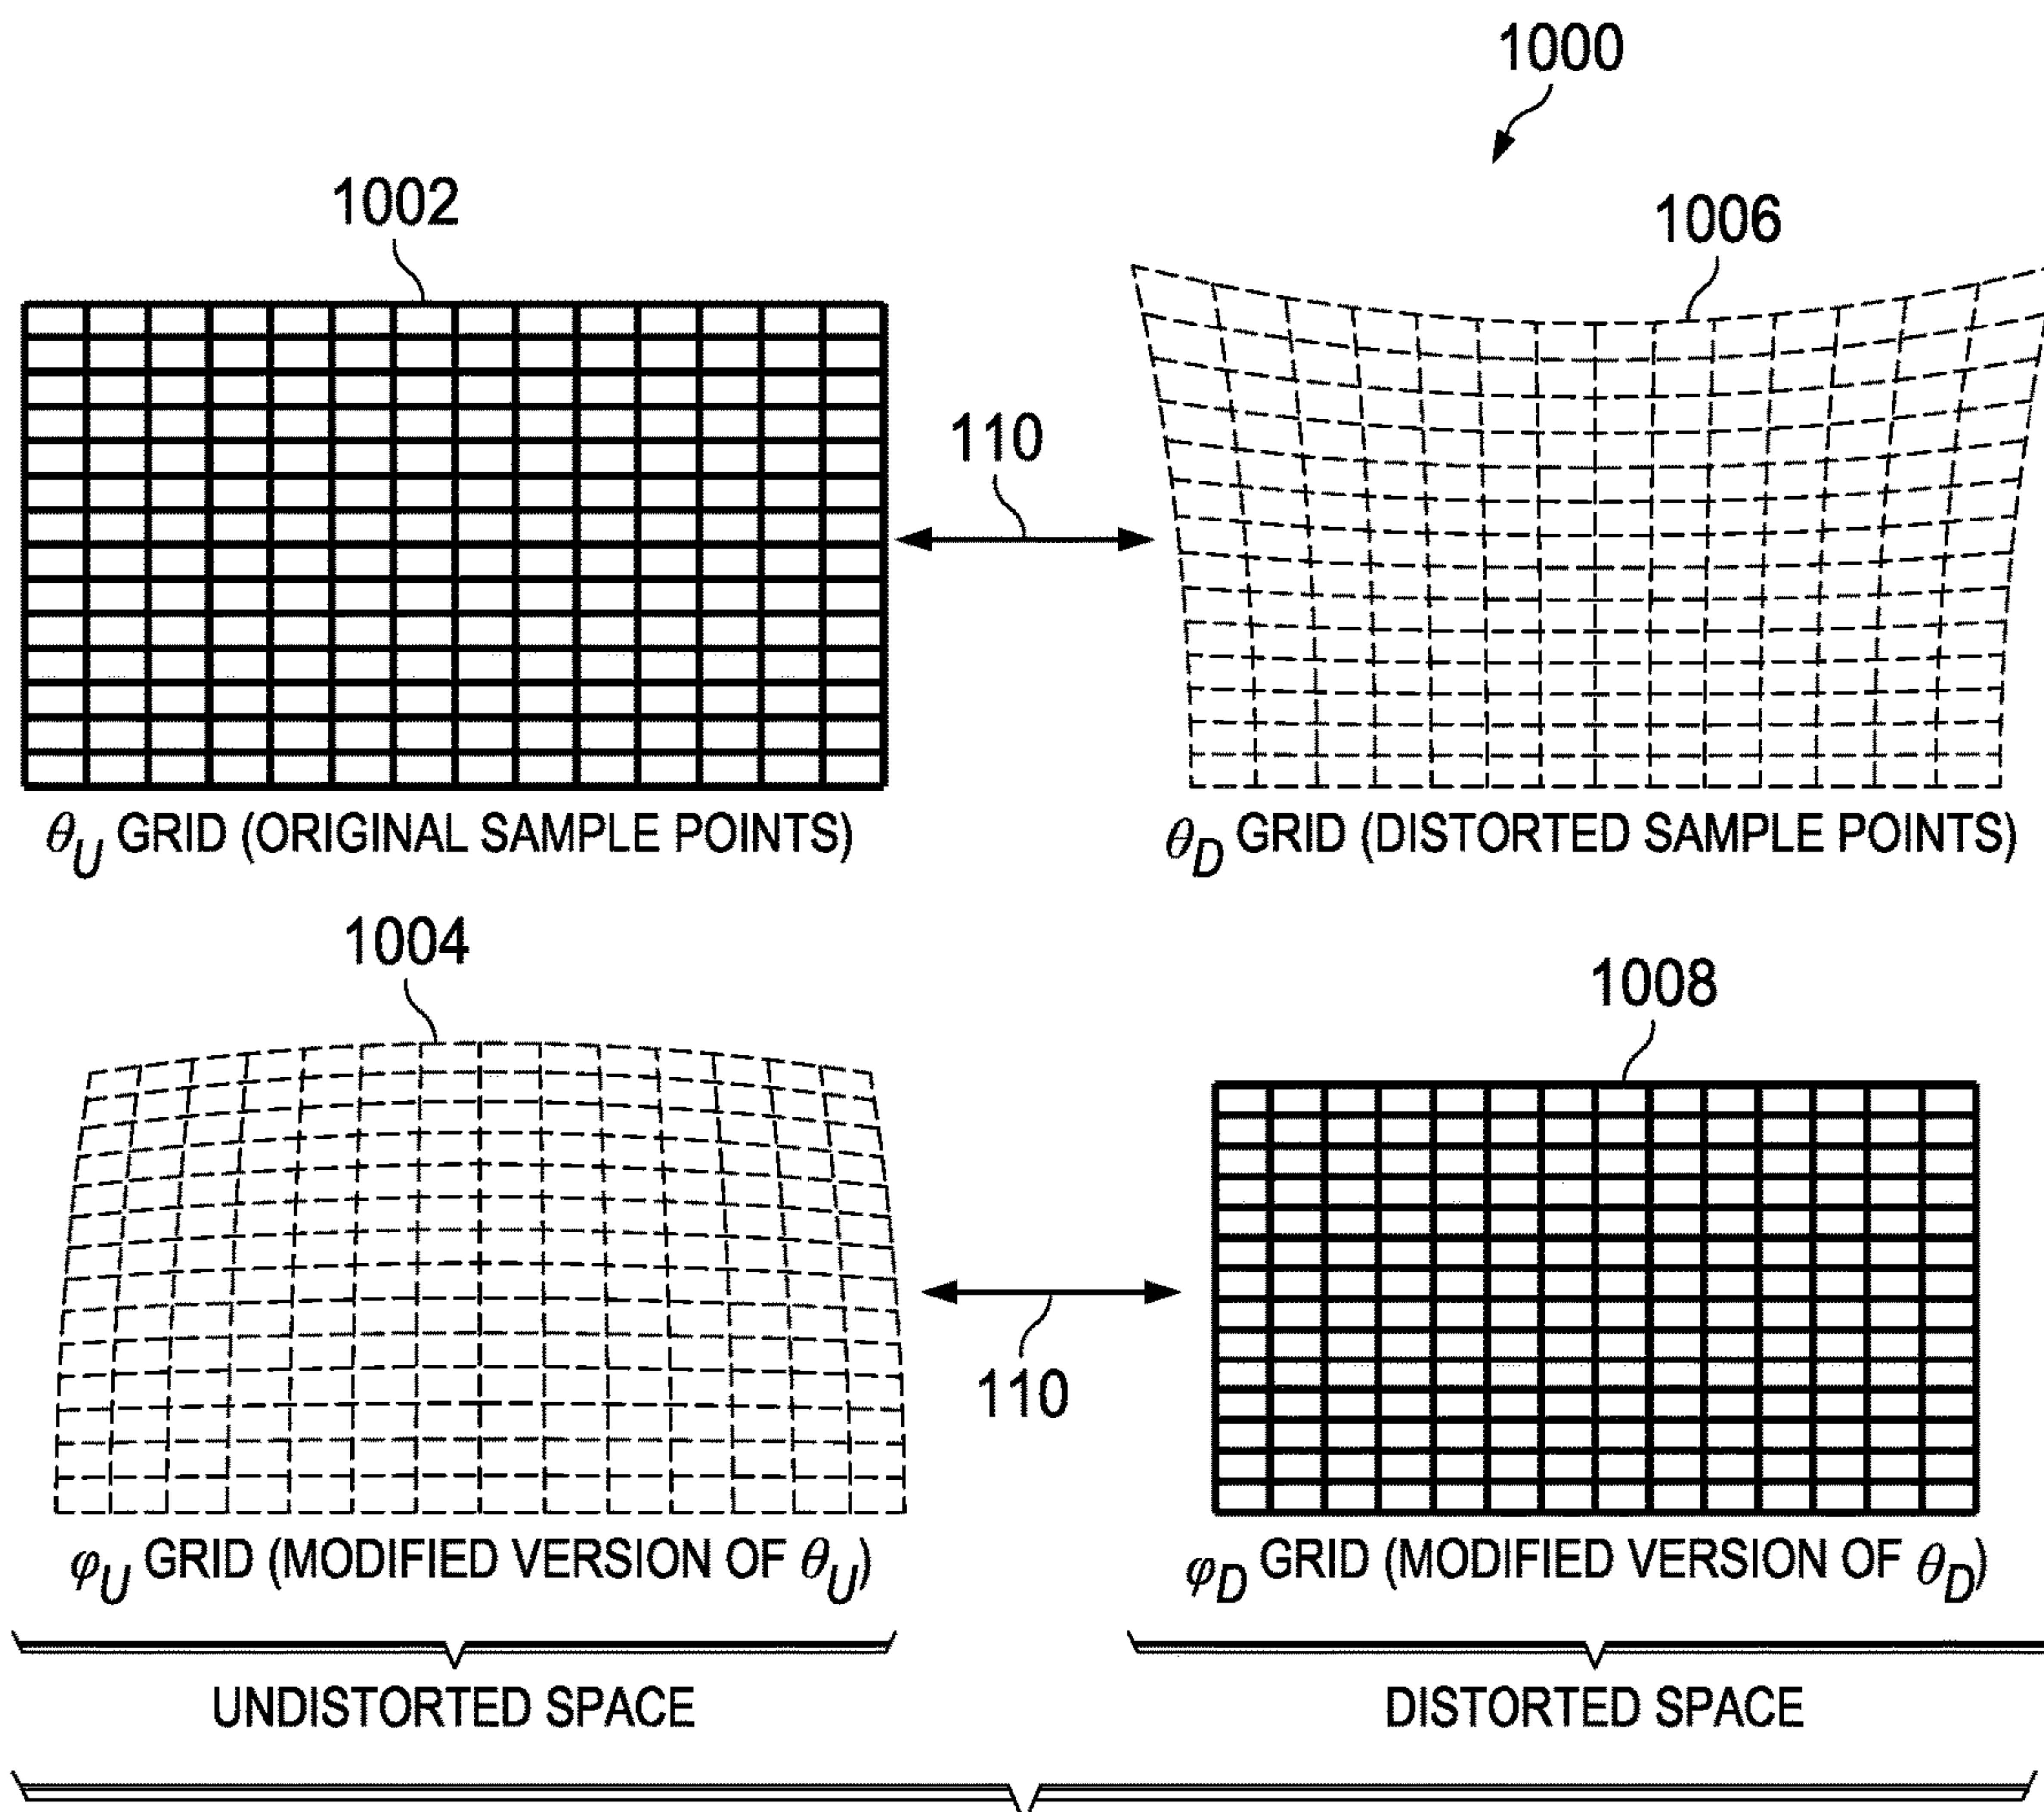 1000
1002
1006
110
θU GRID (ORIGINAL SAMPLE POINTS)
θD GRID (DISTORTED SAMPLE POINTS)
1004
1008
110
φU GRID (MODIFIED VERSION OF θU)
φD GRID (MODIFIED VERSION OF θD)
UNDISTORTED SPACE
DISTORTED SPACE